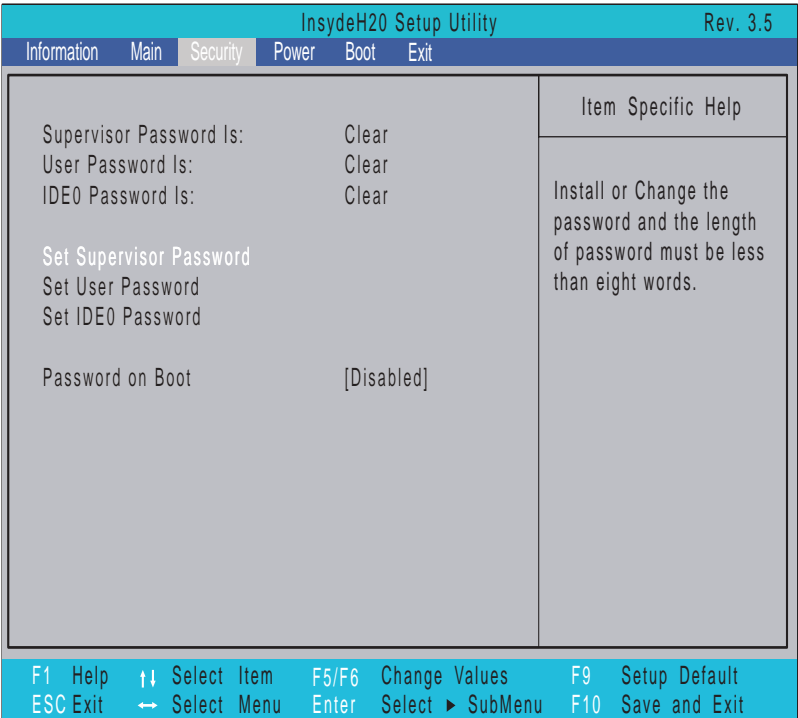 InsydeH20 Setup Utility Rev. 3.5
Information Main Security Power Boot Exit
Item Specific Help
Supervisor Password Is: Clear
User Password Is: Clear
IDE0 Password Is: Clear
Set Supervisor Password
Set User Password
Set IDE0 Password
Password on Boot [Disabled]
Install or Change the
password and the length
of password must be less
than eight words.
F1 Help ↑↓ Select Item F5/F6 Change Values F9 Setup Default
ESC Exit ↔ Select Menu Enter Select ▶ SubMenu F10 Save and Exit